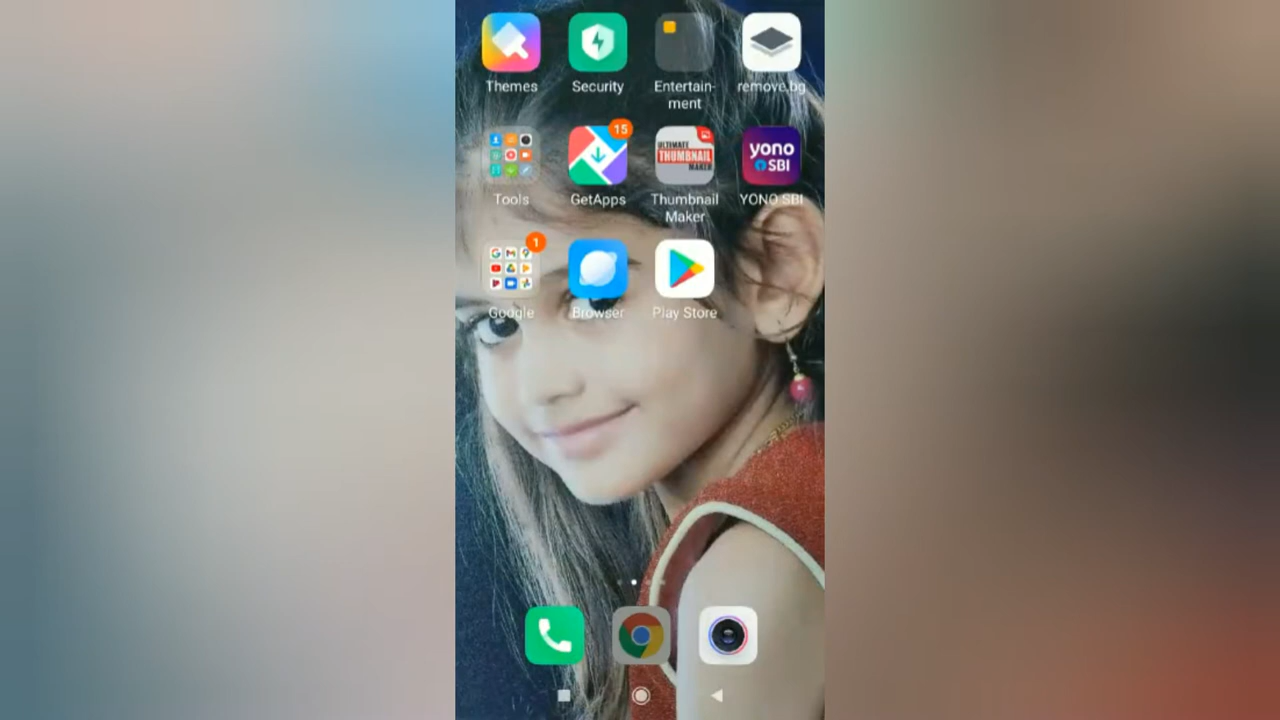 Themes
Security
Entertain-
ment
remove.bg
15
ULTIMATE
THUMBNAIL
MAKER
yono
SBI
Tools
GetApps
Thumbnail
Maker
YONO SBI
1
Google
Browser
Play Store